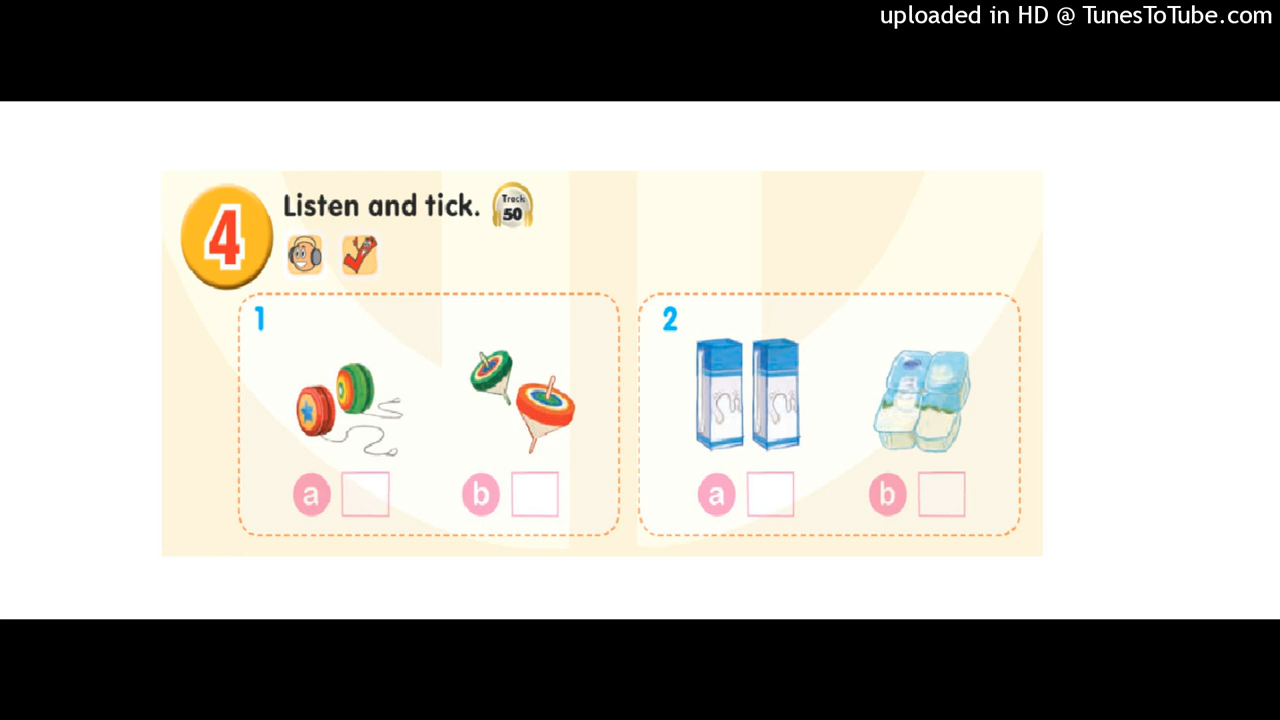 uploaded in HD @ TunesToTube.com
4
Listen and tick.
Track
50
1
2
a
b
a
b